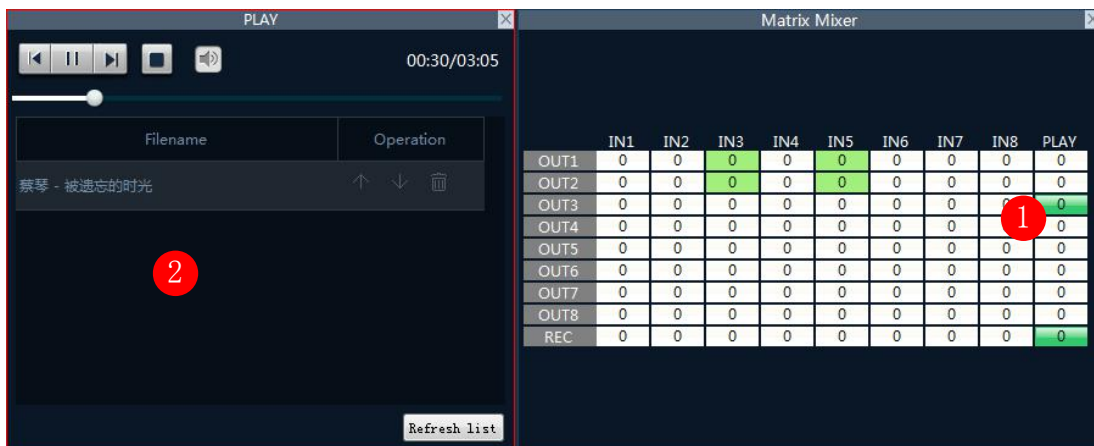 PLAY
00:30/03:05
Filename Operation
蔡琴 - 被遗忘的时光
2
Refresh list
Matrix Mixer
IN1 IN2 IN3 IN4 IN5 IN6 IN7 IN8 PLAY
OUT1 0 0 0 0 0 0 0 0 0
OUT2 0 0 0 0 0 0 0 0 0
OUT3 0 0 0 0 0 0 0 0 0
1
OUT4 0 0 0 0 0 0 0 0 0
OUT5 0 0 0 0 0 0 0 0 0
OUT6 0 0 0 0 0 0 0 0 0
OUT7 0 0 0 0 0 0 0 0 0
OUT8 0 0 0 0 0 0 0 0 0
REC 0 0 0 0 0 0 0 0 0